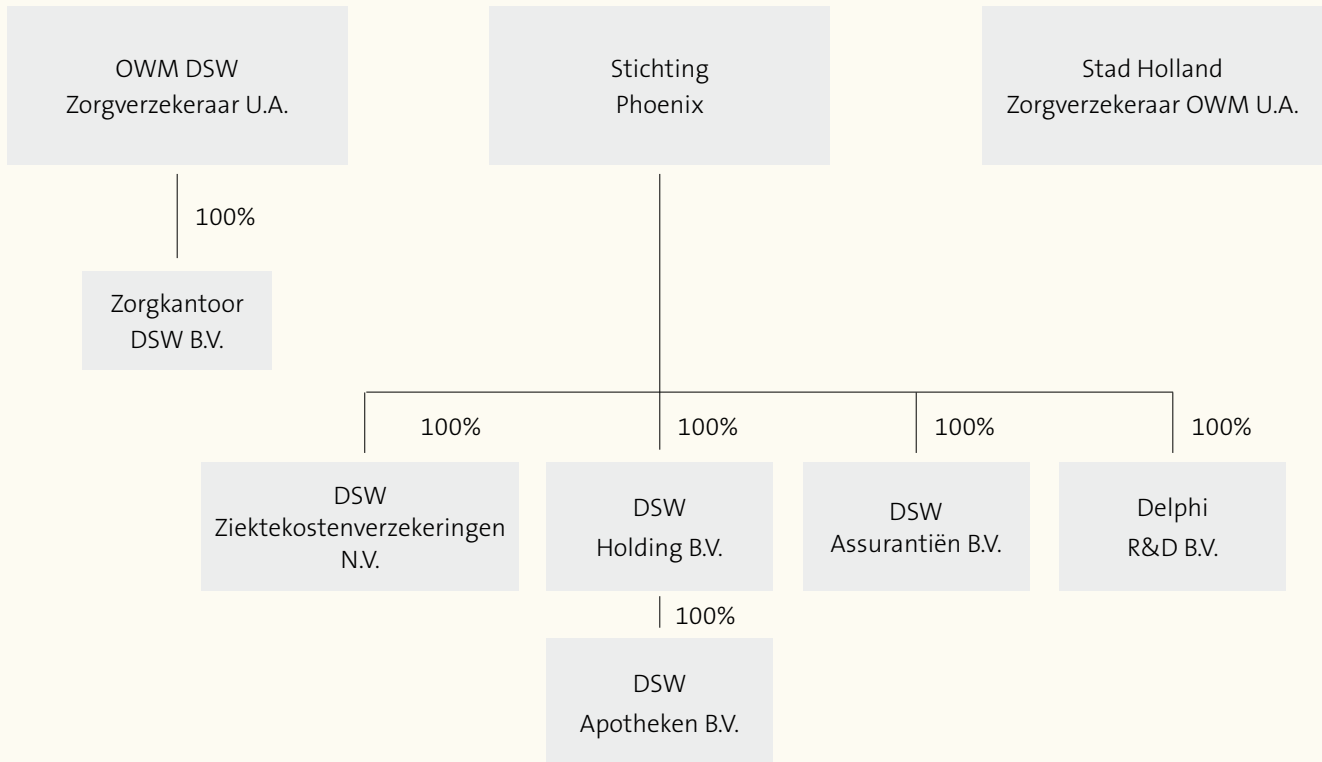 OWM DSW
Zorgverzekeraar U.A.
Stichting
Phoenix
Stad Holland
Zorgverzekeraar OWM U.A.
100%
Zorgkantoor
DSW B.V.
100%
100%
100%
100%
DSW
Ziektekostenverzekeringen
N.V.
DSW
Holding B.V.
DSW
Assurantiën B.V.
Delphi
R&D B.V.
100%
DSW
Apotheken B.V.